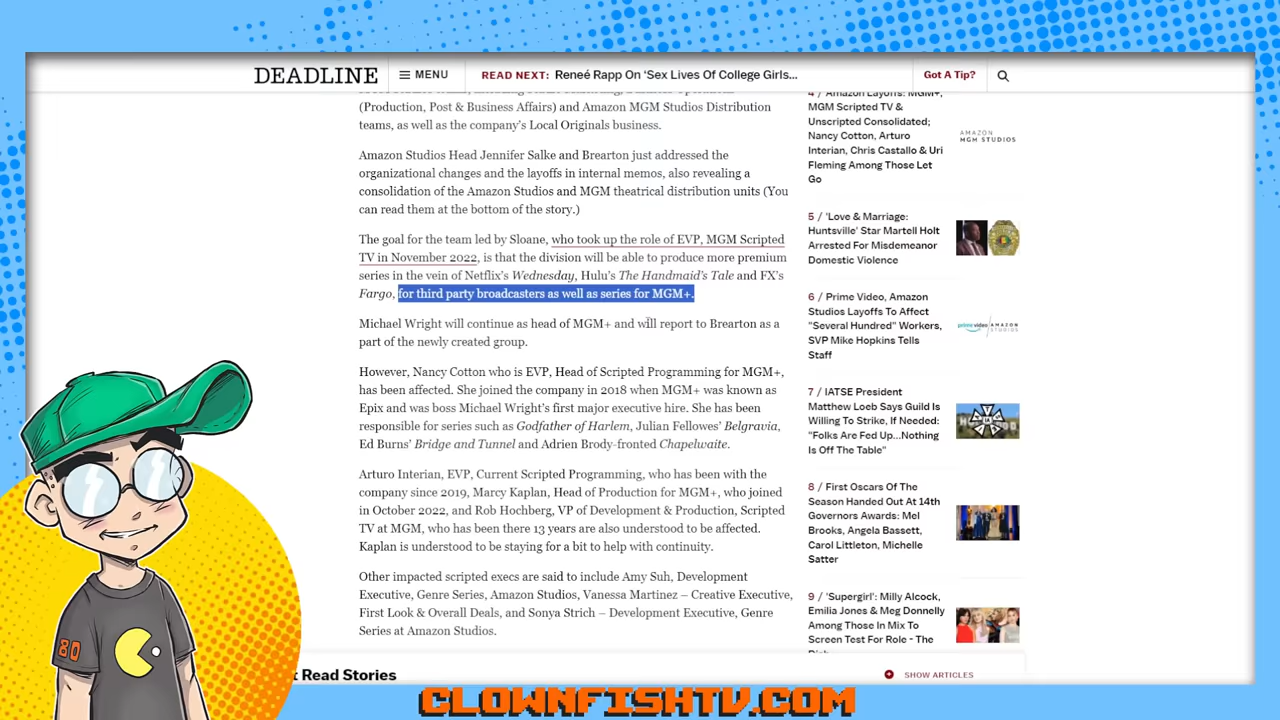 DEADLINE
MENU
READ NEXT: Reneé Rapp On 'Sex Lives Of College Girls...
Got A Tip?
(Production, Post & Business Affairs) and Amazon MGM Studios Distribution
teams, as well as the company's Local Originals business.
Amazon Studios Head Jennifer Salke and Brearton just addressed the
organizational changes and the layoffs in internal memos, also revealing a
consolidation of the Amazon Studios and MGM theatrical distribution units (You
can read them at the bottom of the story.)
The goal for the team led by Sloane, who took up the role of EVP, MGM Scripted
TV in November 2022, is that the division will be able to produce more premium
series in the vein of Netflix's Wednesday, Hulu's The Handmaid's Tale and FX's
Fargo, for third party broadcasters as well as series for MGM+.
Michael Wright will continue as head of MGM+ and will report to Brearton as a
part of the newly created group.
However, Nancy Cotton who is EVP, Head of Scripted Programming for MGM+,
has been affected. She joined the company in 2018 when MGM+ was known as
Epix and was boss Michael Wright's first major executive hire. She has been
responsible for series such as Godfather of Harlem, Julian Fellowes' Belgravia,
Ed Burns' Bridge and Tunnel and Adrien Brody-fronted Chapelwaite.
Arturo Interian, EVP, Current Scripted Programming, who has been with the
company since 2019, Marcy Kaplan, Head of Production for MGM+, who joined
in October 2022, and Rob Hochberg, VP of Development & Production, Scripted
TV at MGM, who has been there 13 years are also understood to be affected.
Kaplan is understood to be staying for a bit to help with continuity.
Other impacted scripted execs are said to include Amy Suh, Development
Executive, Genre Series, Amazon Studios, Vanessa Martinez – Creative Executive,
First Look & Overall Deals, and Sonya Strich – Development Executive, Genre
Series at Amazon Studios.
4 / Amazon Layoffs: MGM+,
MGM Scripted TV &
Unscripted Consolidated;
Nancy Cotton, Arturo
Interian, Chris Castallo & Uri
Fleming Among Those Let
Go
AMAZON
MGM STUDIOS
5 / 'Love & Marriage:
Huntsville' Star Martell Holt
Arrested For Misdemeanor
Domestic Violence
6 / Prime Video, Amazon
Studios Layoffs To Affect
"Several Hundred" Workers,
SVP Mike Hopkins Tells
Staff
prime video
AMAZON
STUDIOS
7 / IATSE President
Matthew Loeb Says Guild Is
Willing To Strike, If Needed:
"Folks Are Fed Up...Nothing
Is Off The Table"
8 / First Oscars Of The
Season Handed Out At 14th
Governors Awards: Mel
Brooks, Angela Bassett,
Carol Littleton, Michelle
Satter
9 / 'Supergirl': Milly Alcock,
Emilia Jones & Meg Donnelly
Among Those In Mix To
Screen Test For Role - The
t Read Stories
SHOW ARTICLES
80
CLOWNFISHTV.COM